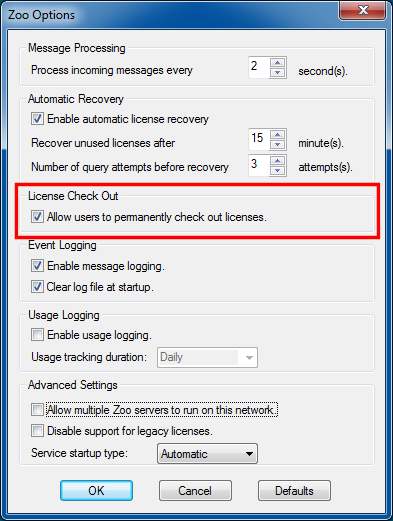 Zoo Options
Message Processing
Process incoming messages every 2 second(s).
Automatic Recovery
Enable automatic license recovery
Recover unused licenses after 15 minute(s).
Number of query attempts before recovery 3 attempts(s).
License Check Out
Allow users to permanently check out licenses.
Event Logging
Enable message logging.
Clear log file at startup.
Usage Logging
Enable usage logging.
Usage tracking duration: Daily
Advanced Settings
Allow multiple Zoo servers to run on this network.
Disable support for legacy licenses.
Service startup type: Automatic
OK Cancel Defaults